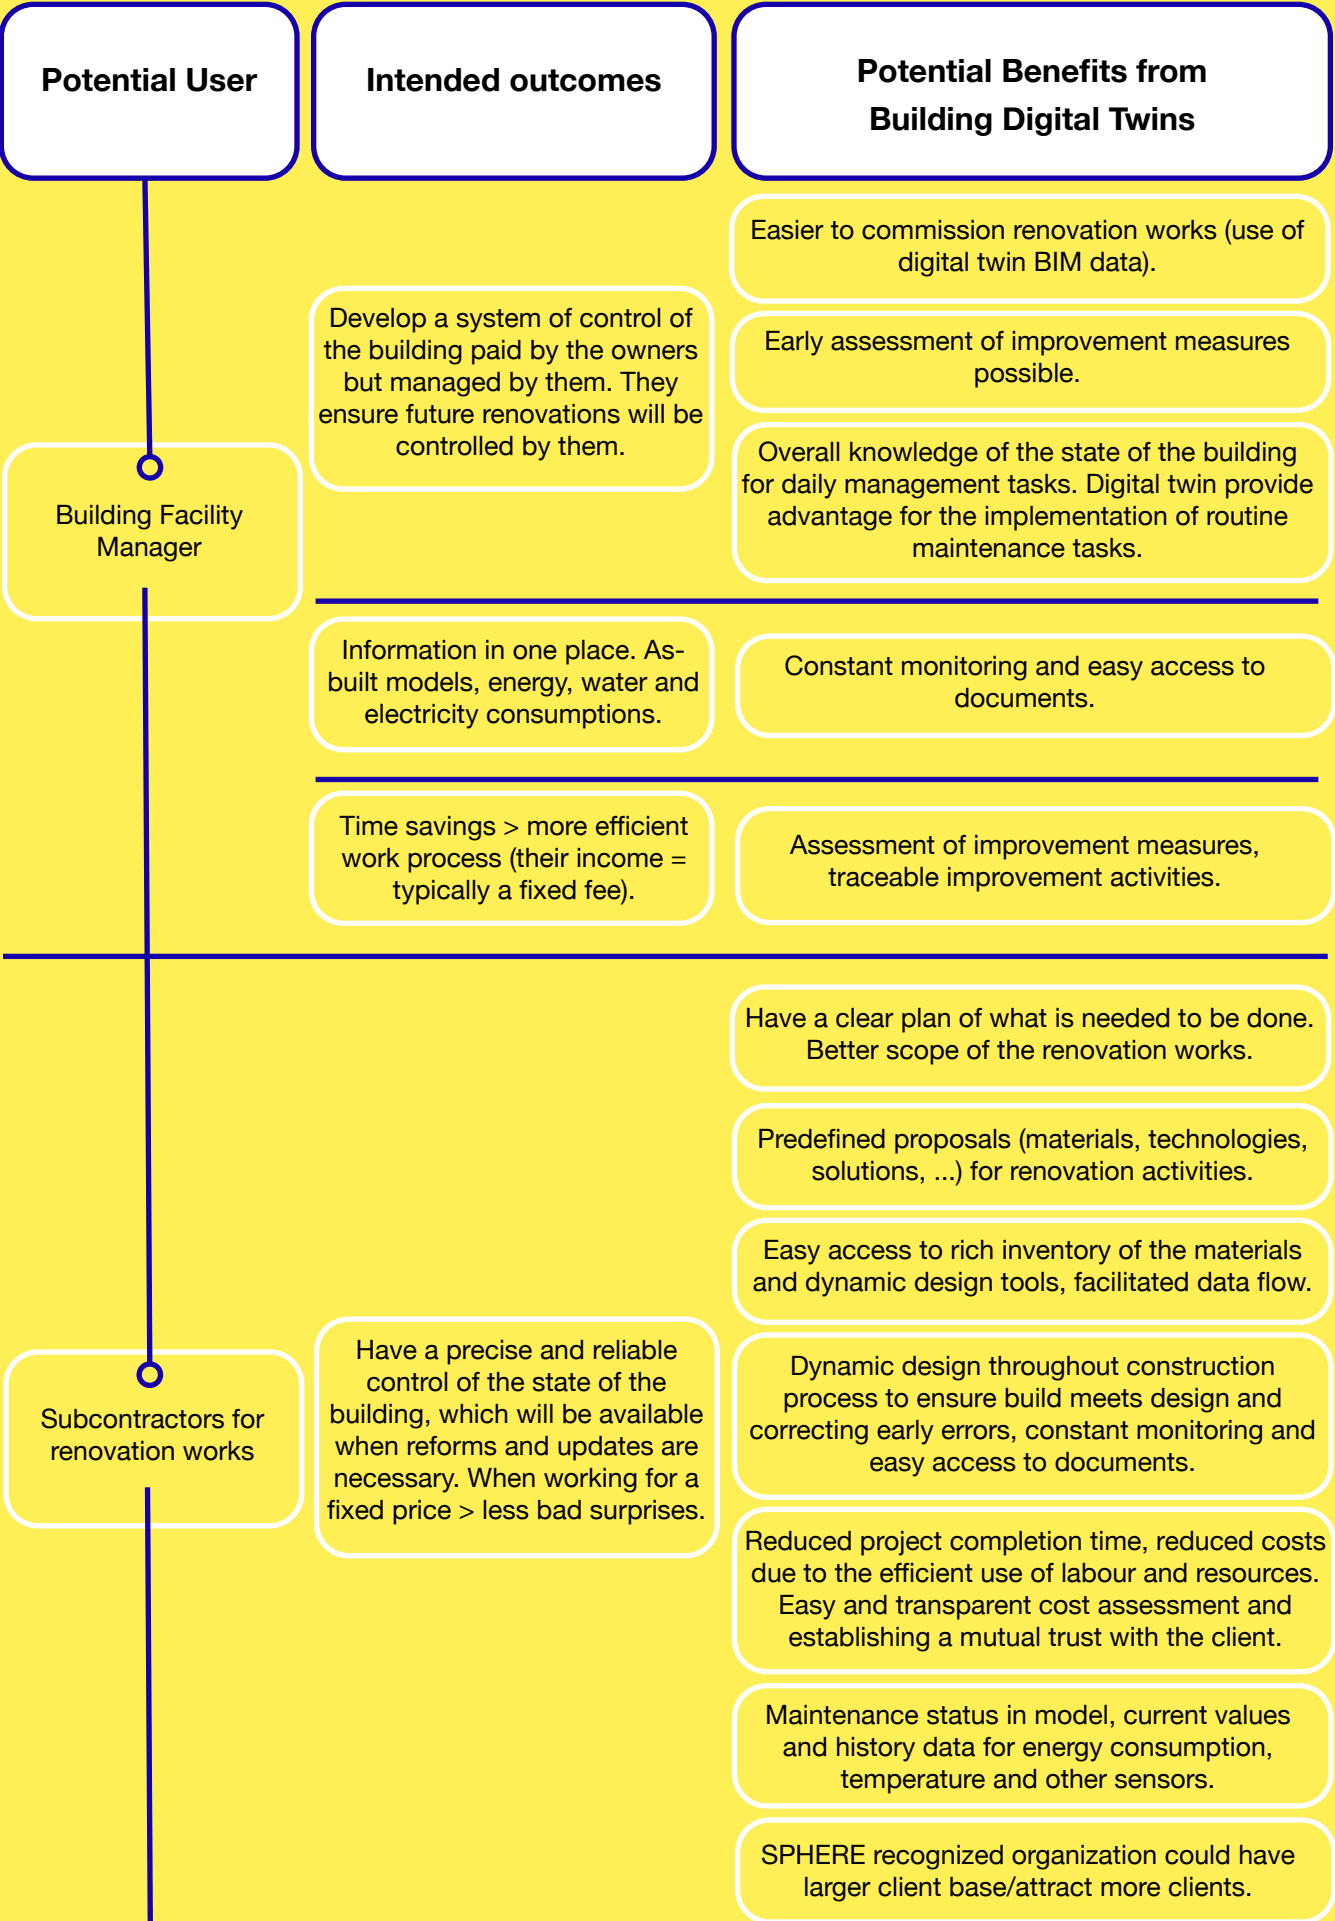 Potential User
Intended outcomes
Potential Benefits from
Building Digital Twins
Building Facility
Manager
Develop a system of control of
the building paid by the owners
but managed by them. They
ensure future renovations will be
controlled by them.
Easier to commission renovation works (use of
digital twin BIM data).
Early assessment of improvement measures
possible.
Overall knowledge of the state of the building
for daily management tasks. Digital twin provide
advantage for the implementation of routine
maintenance tasks.
Information in one place. As-
built models, energy, water and
electricity consumptions.
Constant monitoring and easy access to
documents.
Time savings > more efficient
work process (their income =
typically a fixed fee).
Assessment of improvement measures,
traceable improvement activities.
Subcontractors for
renovation works
Have a precise and reliable
control of the state of the
building, which will be available
when reforms and updates are
necessary. When working for a
fixed price > less bad surprises.
Have a clear plan of what is needed to be done.
Better scope of the renovation works.
Predefined proposals (materials, technologies,
solutions, ...) for renovation activities.
Easy access to rich inventory of the materials
and dynamic design tools, facilitated data flow.
Dynamic design throughout construction
process to ensure build meets design and
correcting early errors, constant monitoring and
easy access to documents.
Reduced project completion time, reduced costs
due to the efficient use of labour and resources.
Easy and transparent cost assessment and
establishing a mutual trust with the client.
Maintenance status in model, current values
and history data for energy consumption,
temperature and other sensors.
SPHERE recognized organization could have
larger client base/attract more clients.